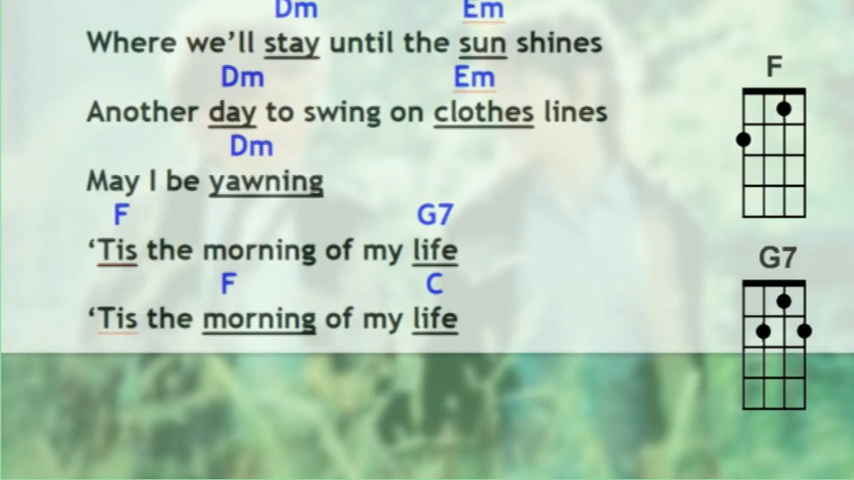 Dm Em
Where we'll stay until the sun shines
Dm Em
Another day to swing on clothes lines
Dm
May I be yawning
F G7
‘Tis the morning of my life
F C
‘Tis the morning of my life
F
G7